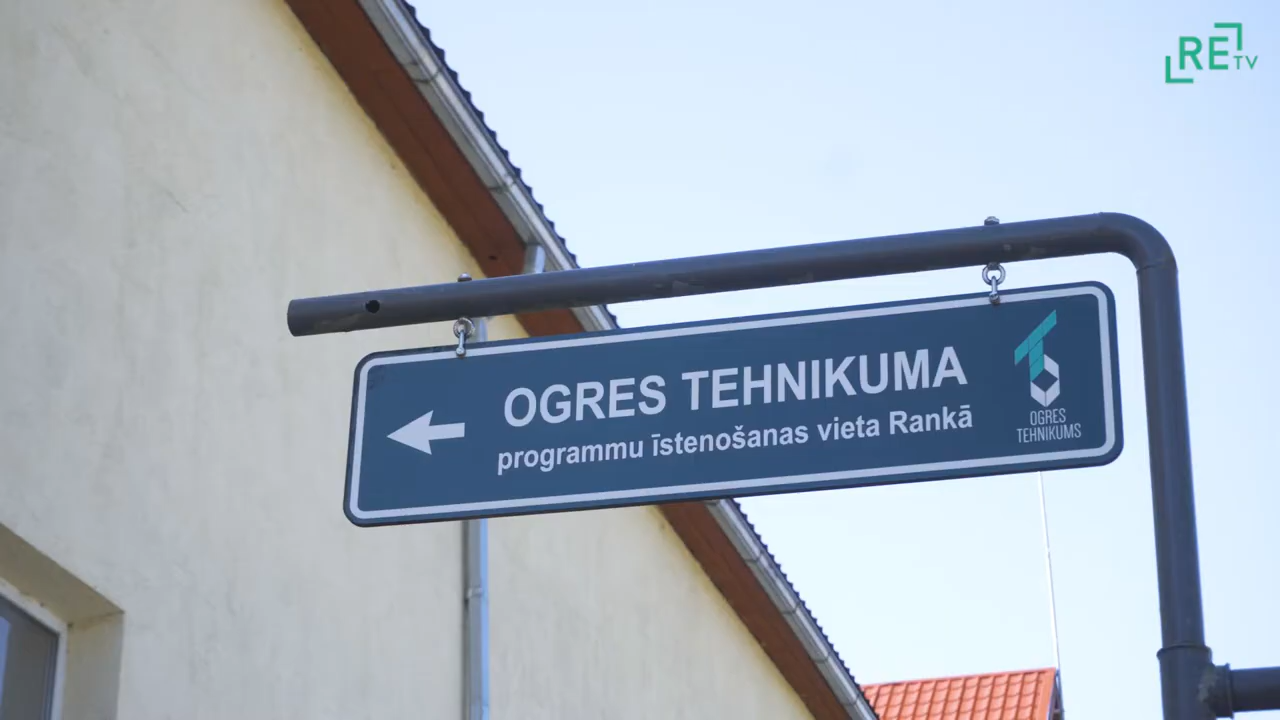 RE TV
OGRES TEHNIKUMA
programmu īstenošanas vieta Rankā
OGRES
TEHNIKUMS